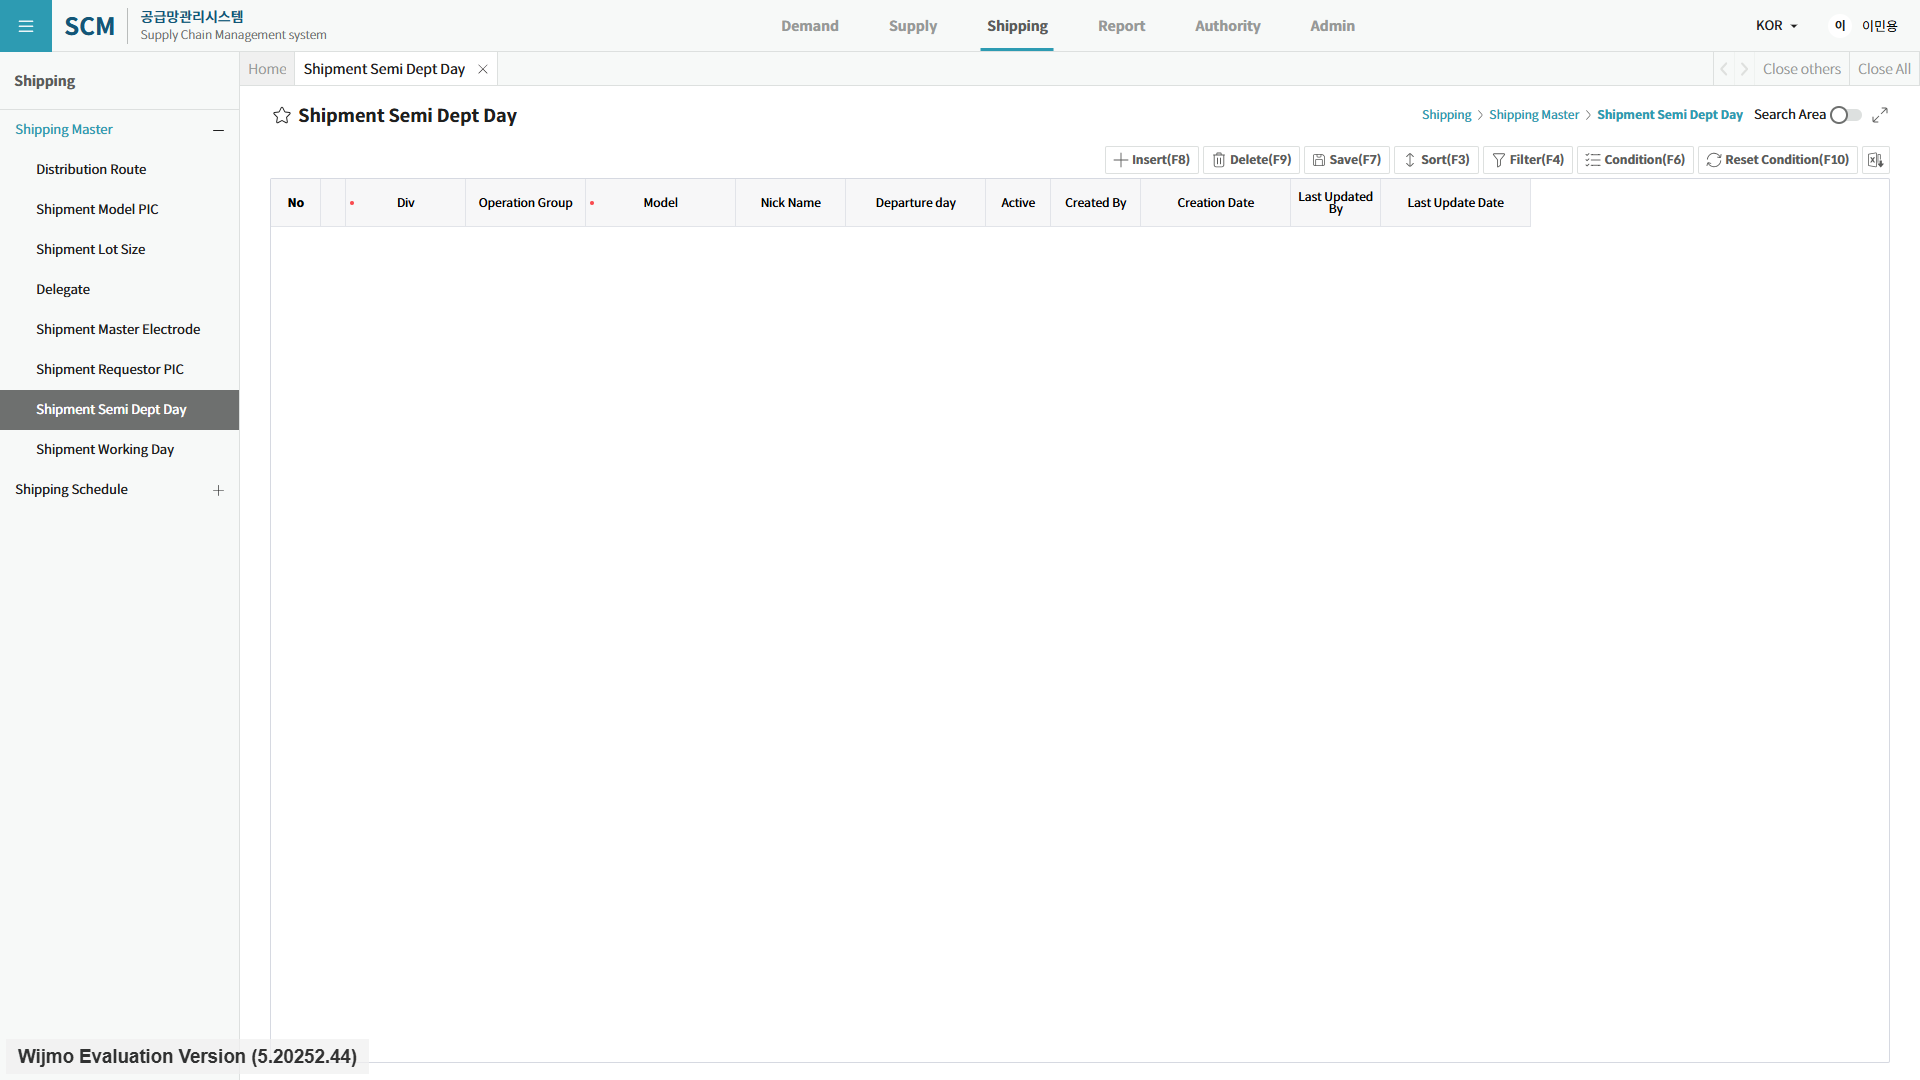 SCM
공급망관리시스템
Supply Chain Management system
Demand
Supply
Shipping
Report
Authority
Admin
KOR
이
이민용
Shipping
Home
Shipment Semi Dept Day
Close others
Close All
Shipping Master
Distribution Route
Shipment Model PIC
Shipment Lot Size
Delegate
Shipment Master Electrode
Shipment Requestor PIC
Shipment Semi Dept Day
Shipment Working Day
Shipping Schedule
Shipment Semi Dept Day
Shipping > Shipping Master > Shipment Semi Dept Day
Search Area
Insert(F8)
Delete(F9)
Save(F7)
Sort(F3)
Filter(F4)
Condition(F6)
Reset Condition(F10)
No
Div
Operation Group
Model
Nick Name
Departure day
Active
Created By
Creation Date
Last Updated
By
Last Update Date
Wijmo Evaluation Version (5.20252.44)